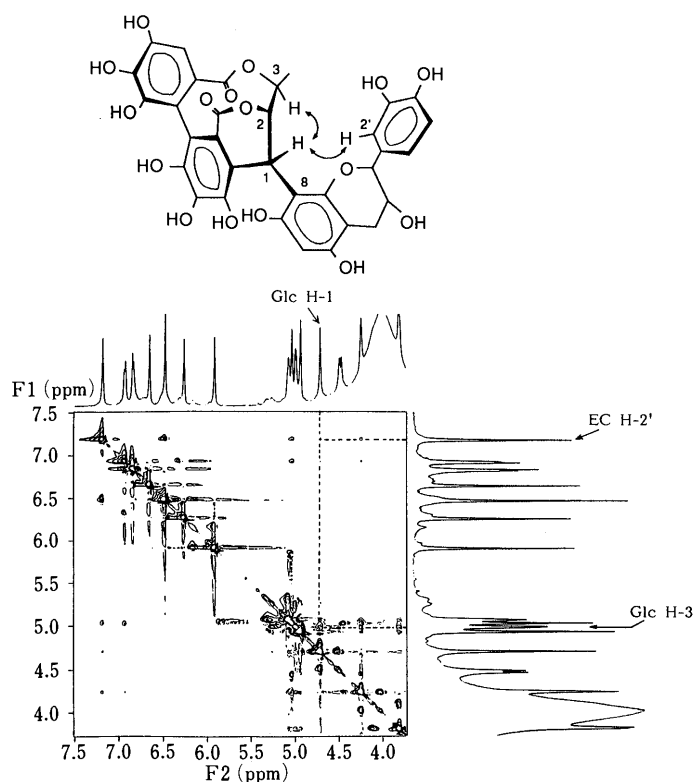 HO
HO
HO
HO
HO
HO
O
O
O
O
3
2
1
H
H
H
2'
HO
OH
O
8
HO
OH
OH
Glc H-1
F1 (ppm)
EC H-2'
Glc H-3
7.5
7.0
6.5
6.0
5.5
5.0
4.5
4.0
7.5 7.0 6.5 6.0 5.5 5.0 4.5 4.0
F2 (ppm)